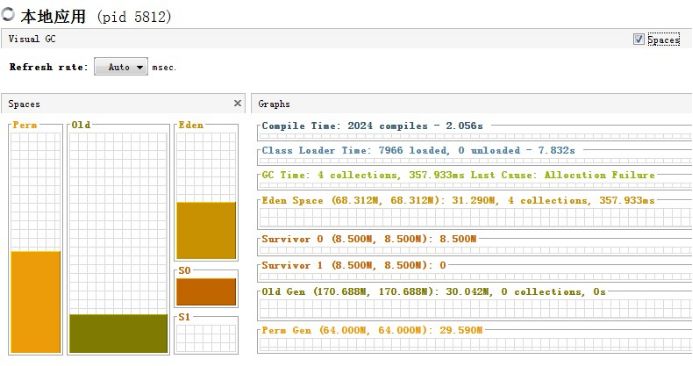 本地应用 (pid 5812)
Visual GC
Spaces
Refresh rate: Auto msec.
Spaces
Graphs
Perm
Old
Eden
S0
S1
Compile Time: 2024 compiles - 2.056s
Class Loader Time: 7966 loaded, 0 unloaded - 7.832s
GC Time: 4 collections, 357.933ms Last Cause: Allocation Failure
Eden Space (68.312M, 68.312M): 31.290M, 4 collections, 357.933ms
Survivor 0 (8.500M, 8.500M): 8.500M
Survivor 1 (8.500M, 8.500M): 0
Old Gen (170.688M, 170.688M): 30.042M, 0 collections, 0s
Perm Gen (64.000M, 64.000M): 29.590M